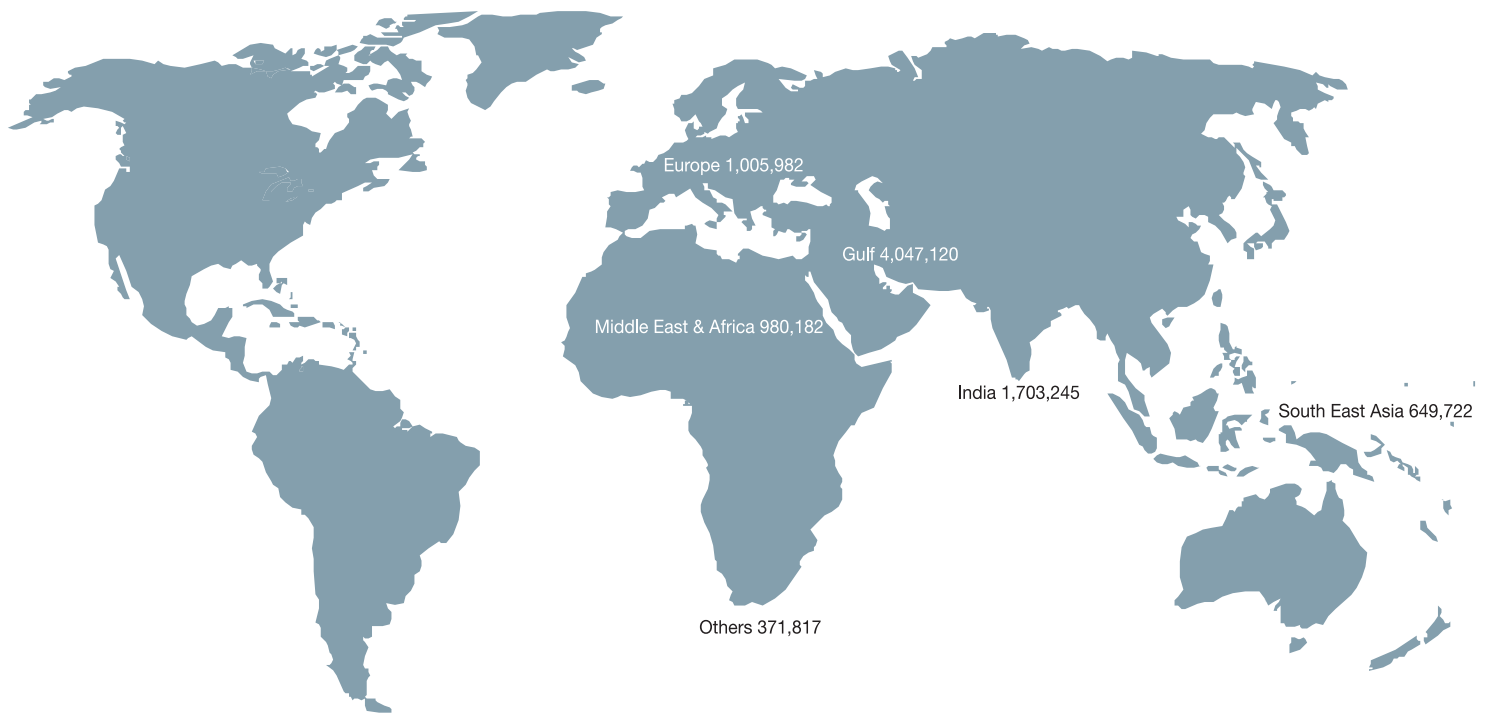 Europe 1,005,982
Gulf 4,047,120
Middle East & Africa 980,182
India 1,703,245
South East Asia 649,722
Others 371,817